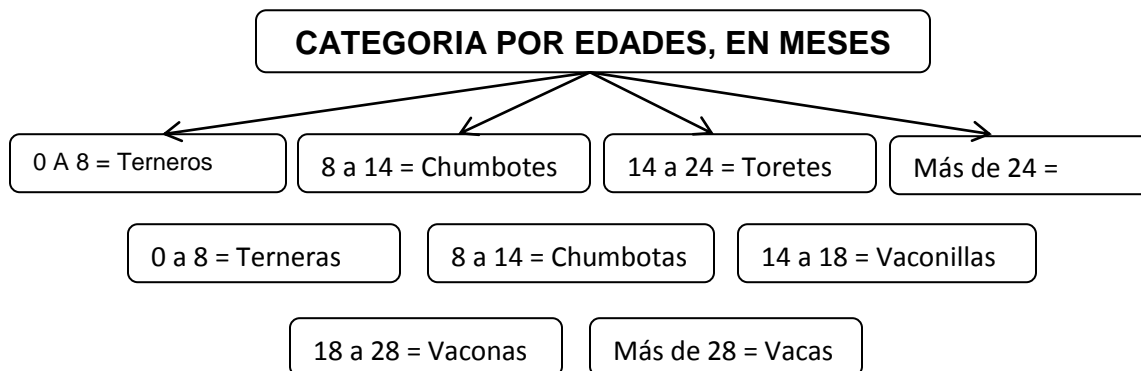 CATEGORIA POR EDADES, EN MESES
0 A 8 = Terneros
8 a 14 = Chumbotes
14 a 24 = Toretes
Más de 24 =
0 a 8 = Terneras
8 a 14 = Chumbotas
14 a 18 = Vaconillas
18 a 28 = Vaconas
Más de 28 = Vacas